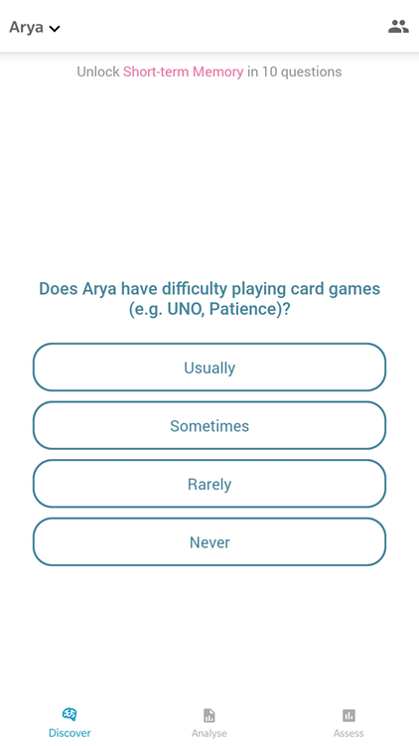 Arya
Unlock Short-term Memory in 10 questions
Does Arya have difficulty playing card games
(e.g. UNO, Patience)?
Usually
Sometimes
Rarely
Never
Discover
Analyse
Assess